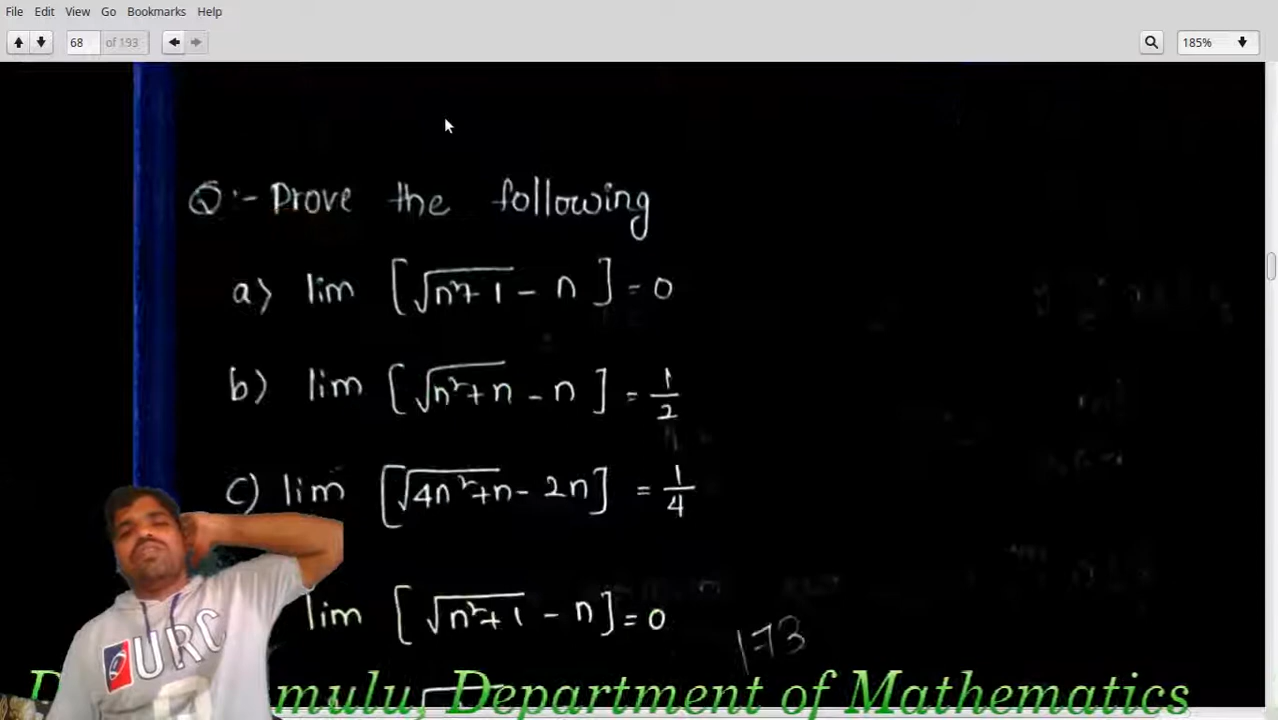 File Edit View Go Bookmarks Help
68 of 193 185%
Q:- Prove the following
a) lim [√n²+1 - n] = 0
b) lim [√n²+n - n] = 1/2
c) lim [√4n²+n - 2n] = 1/4
lim [√n²+1 - n] = 0
173
URC
mulu, Department of Mathematics